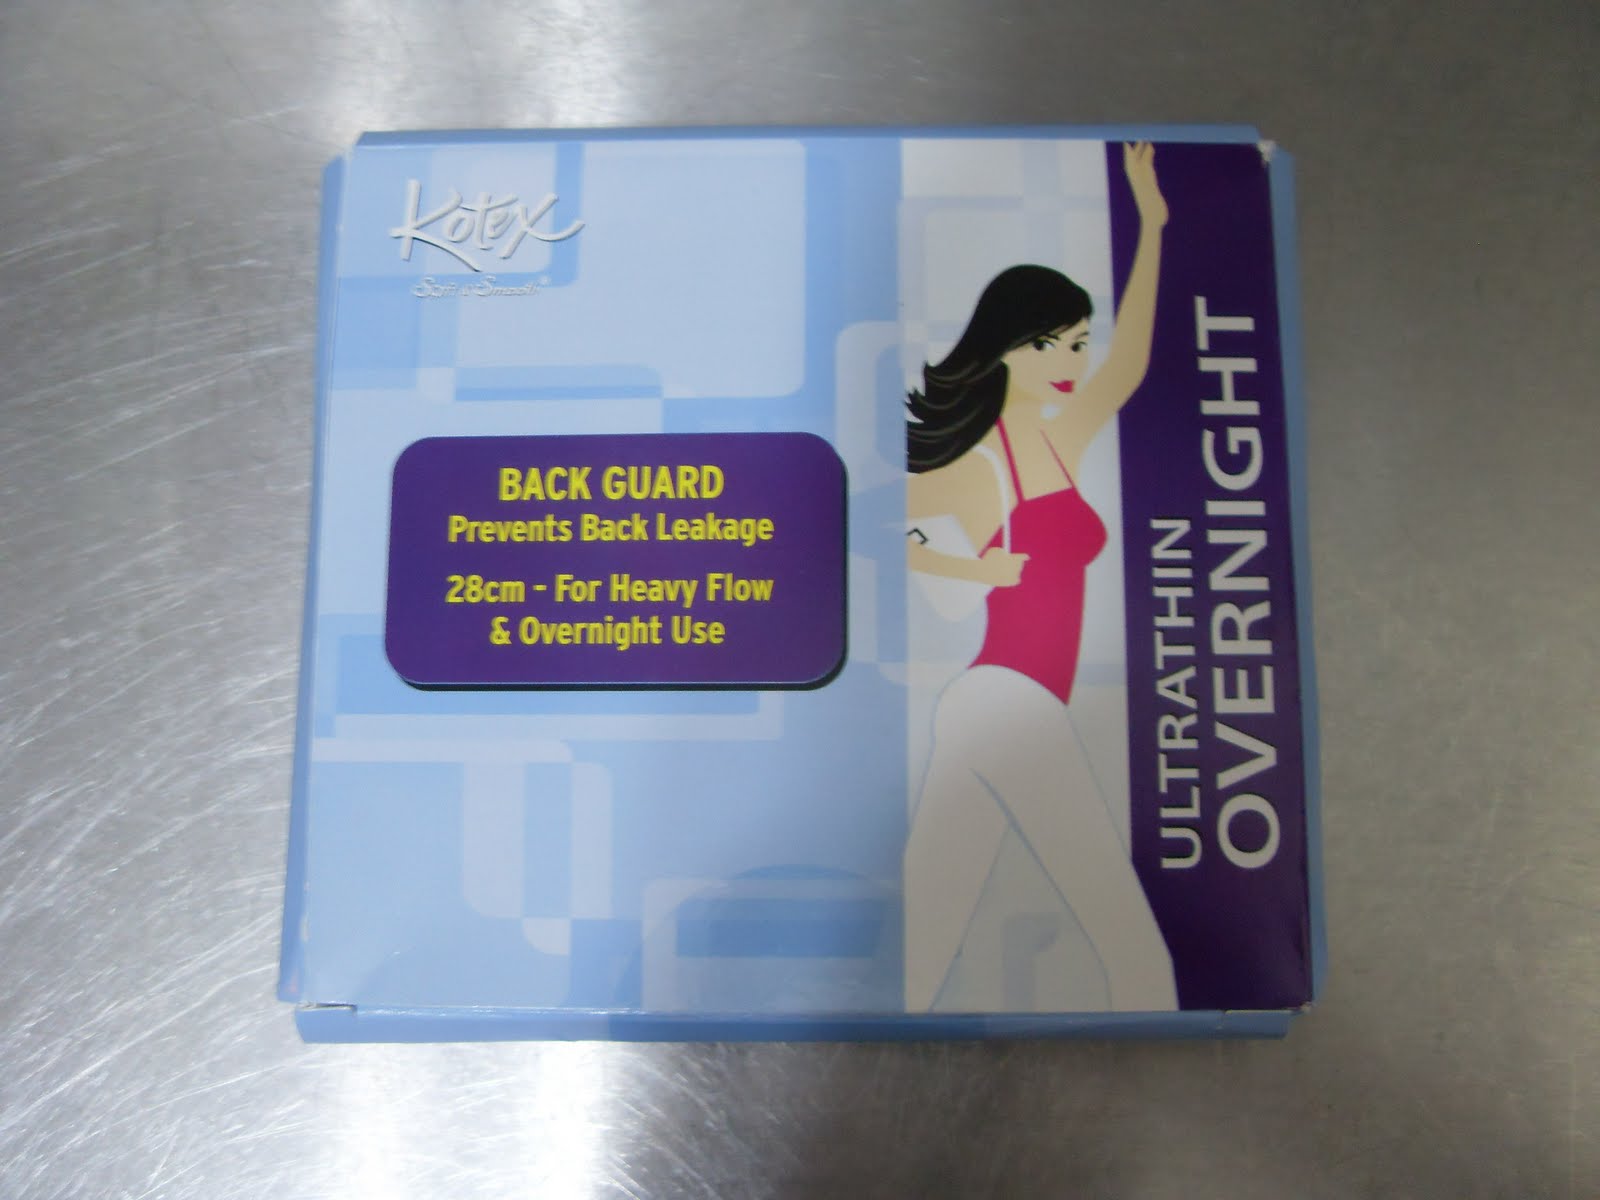 Kotex
Soft & Smooth®
BACK GUARD
Prevents Back Leakage
28cm - For Heavy Flow
& Overnight Use
ULTRATHIN
OVERNIGHT